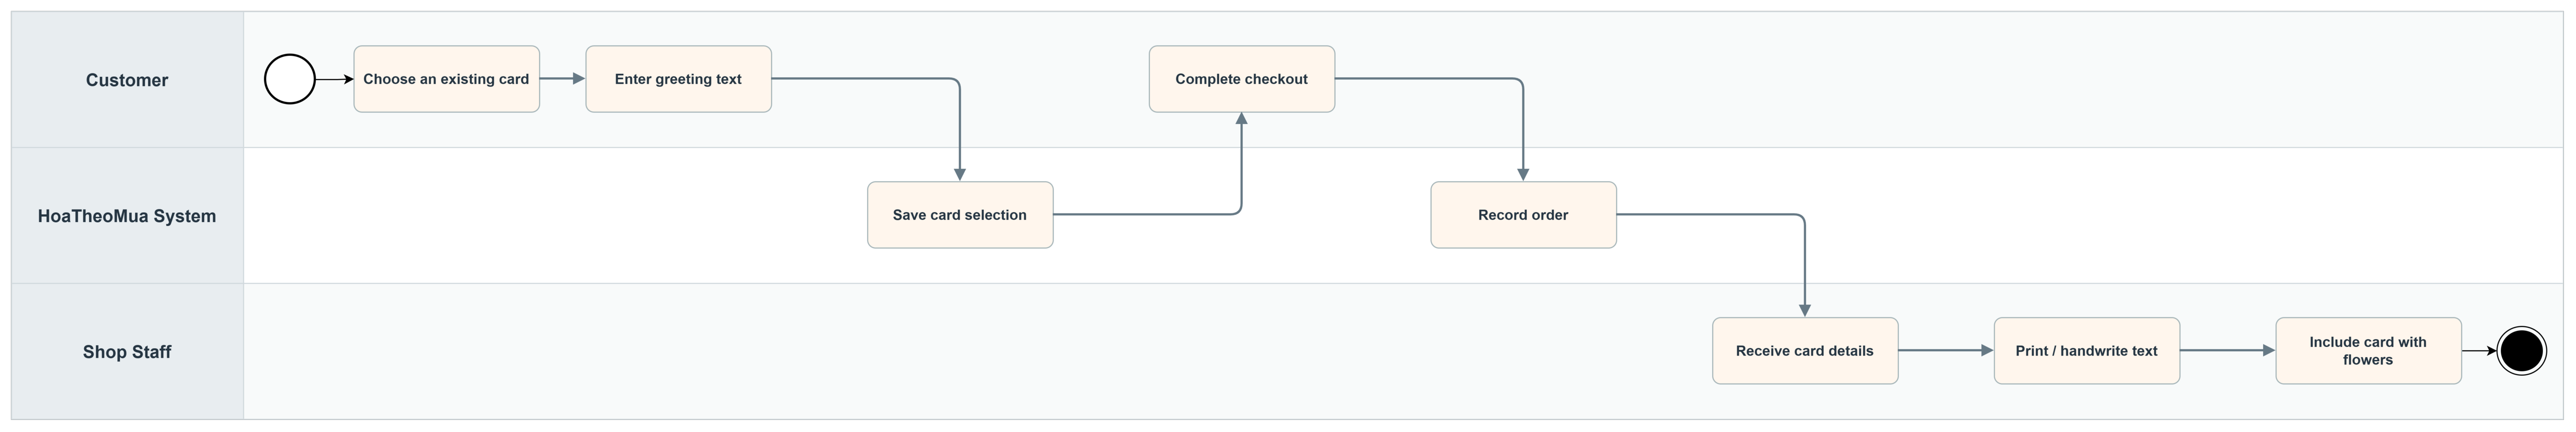 Customer
Choose an existing card
Enter greeting text
Complete checkout
HoaTheoMua System
Save card selection
Record order
Shop Staff
Receive card details
Print / handwrite text
Include card with
flowers